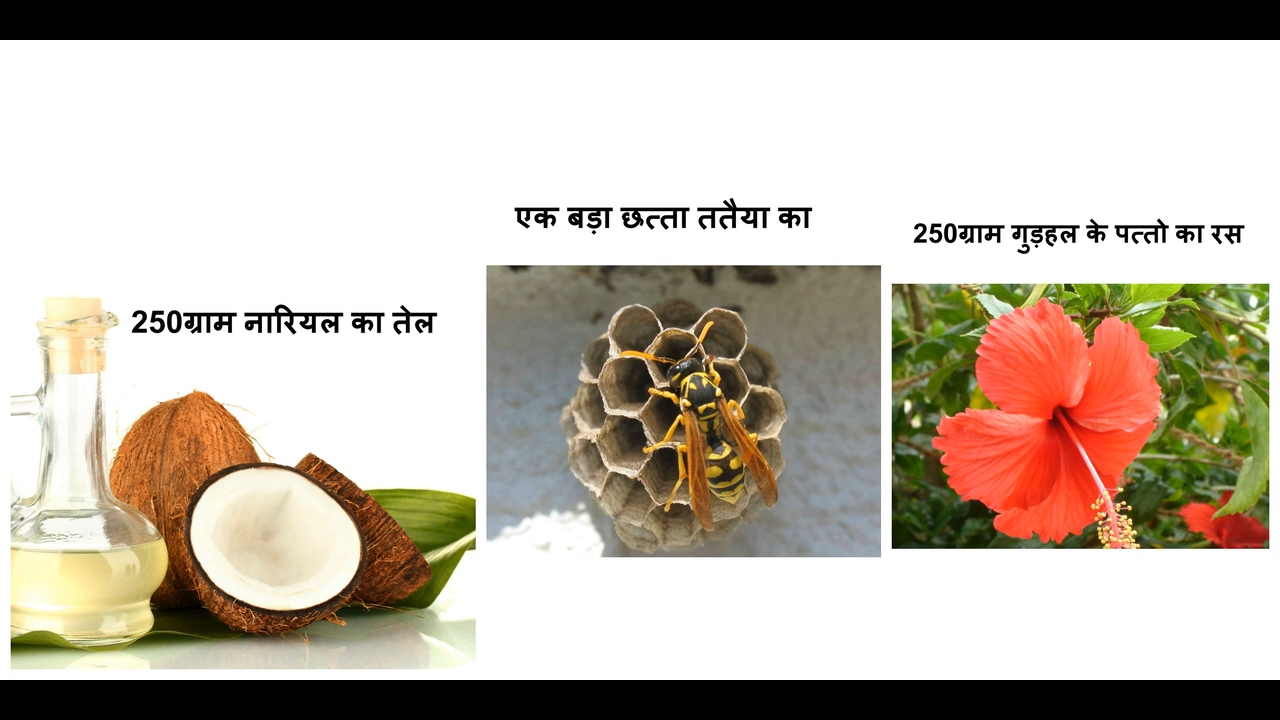 250ग्राम नारियल का तेल
एक बड़ा छत्ता ततैया का
250ग्राम गुड़हल के पत्तो का रस